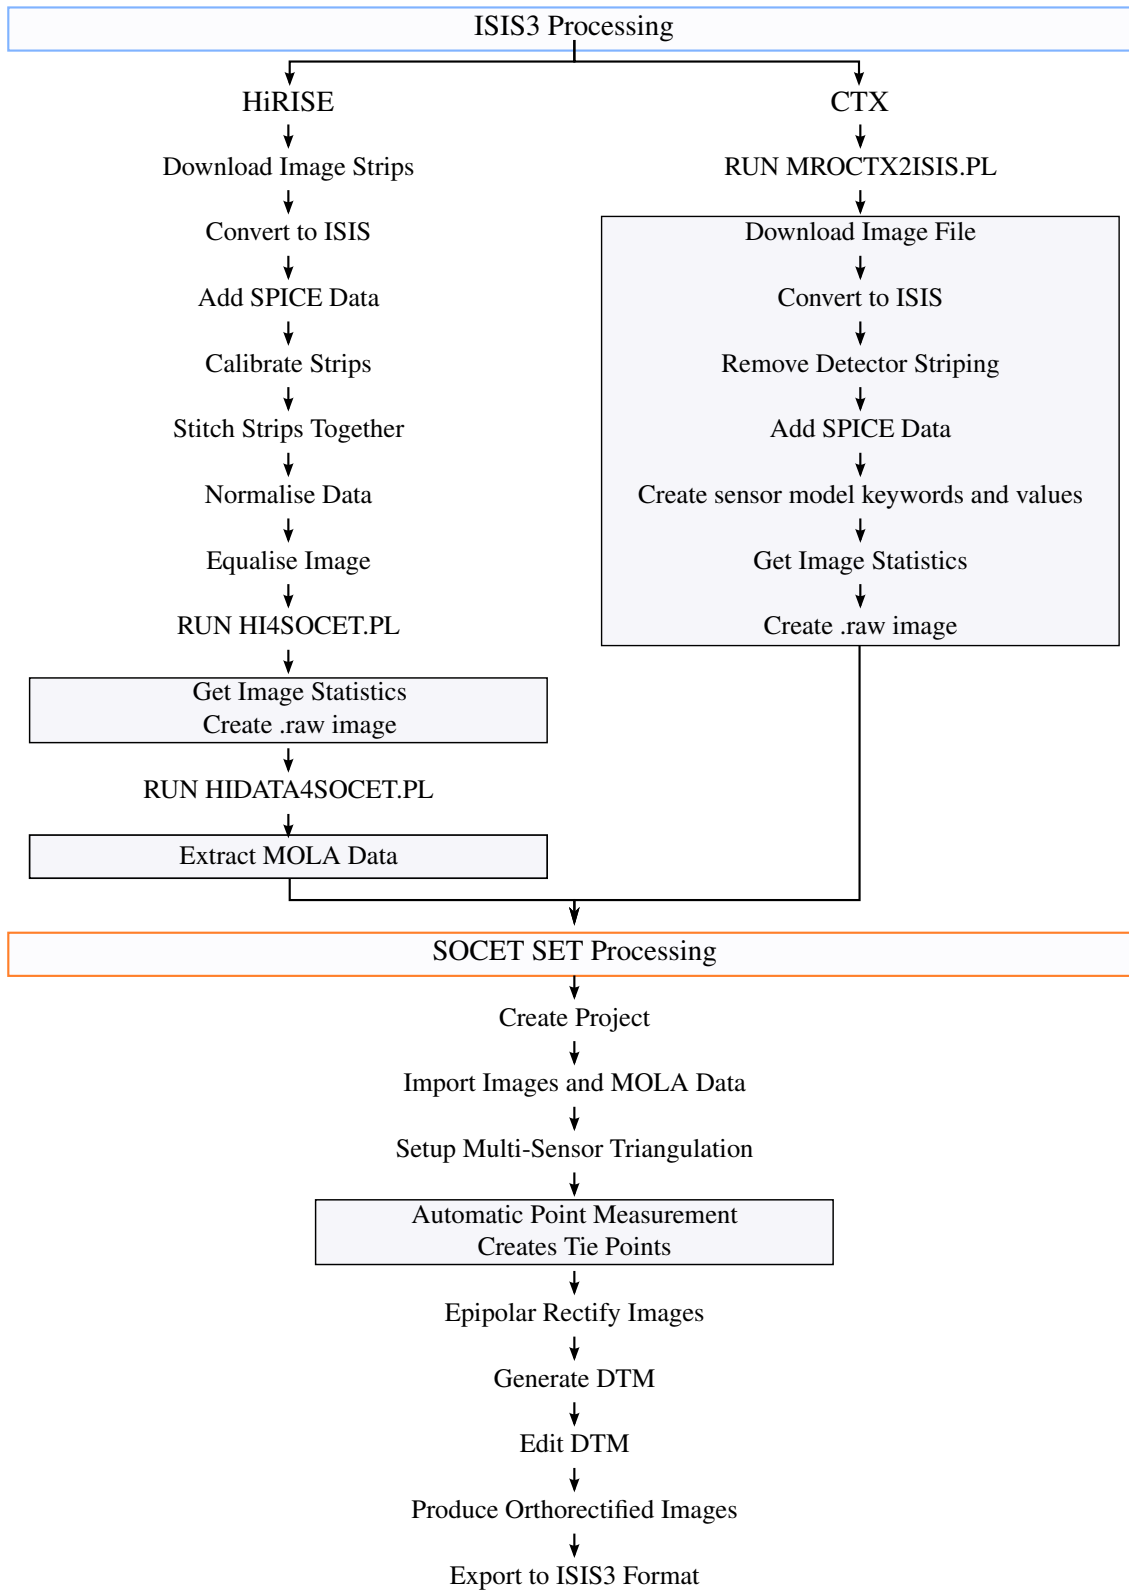 ISIS3 Processing
HiRISE
Download Image Strips
Convert to ISIS
Add SPICE Data
Calibrate Strips
Stitch Strips Together
Normalise Data
Equalise Image
RUN HI4SOCET.PL
Get Image Statistics
Create .raw image
RUN HIDATA4SOCET.PL
Extract MOLA Data
CTX
RUN MROCTX2ISIS.PL
Download Image File
Convert to ISIS
Remove Detector Striping
Add SPICE Data
Create sensor model keywords and values
Get Image Statistics
Create .raw image
SOCET SET Processing
Create Project
Import Images and MOLA Data
Setup Multi-Sensor Triangulation
Automatic Point Measurement
Creates Tie Points
Epipolar Rectify Images
Generate DTM
Edit DTM
Produce Orthorectified Images
Export to ISIS3 Format